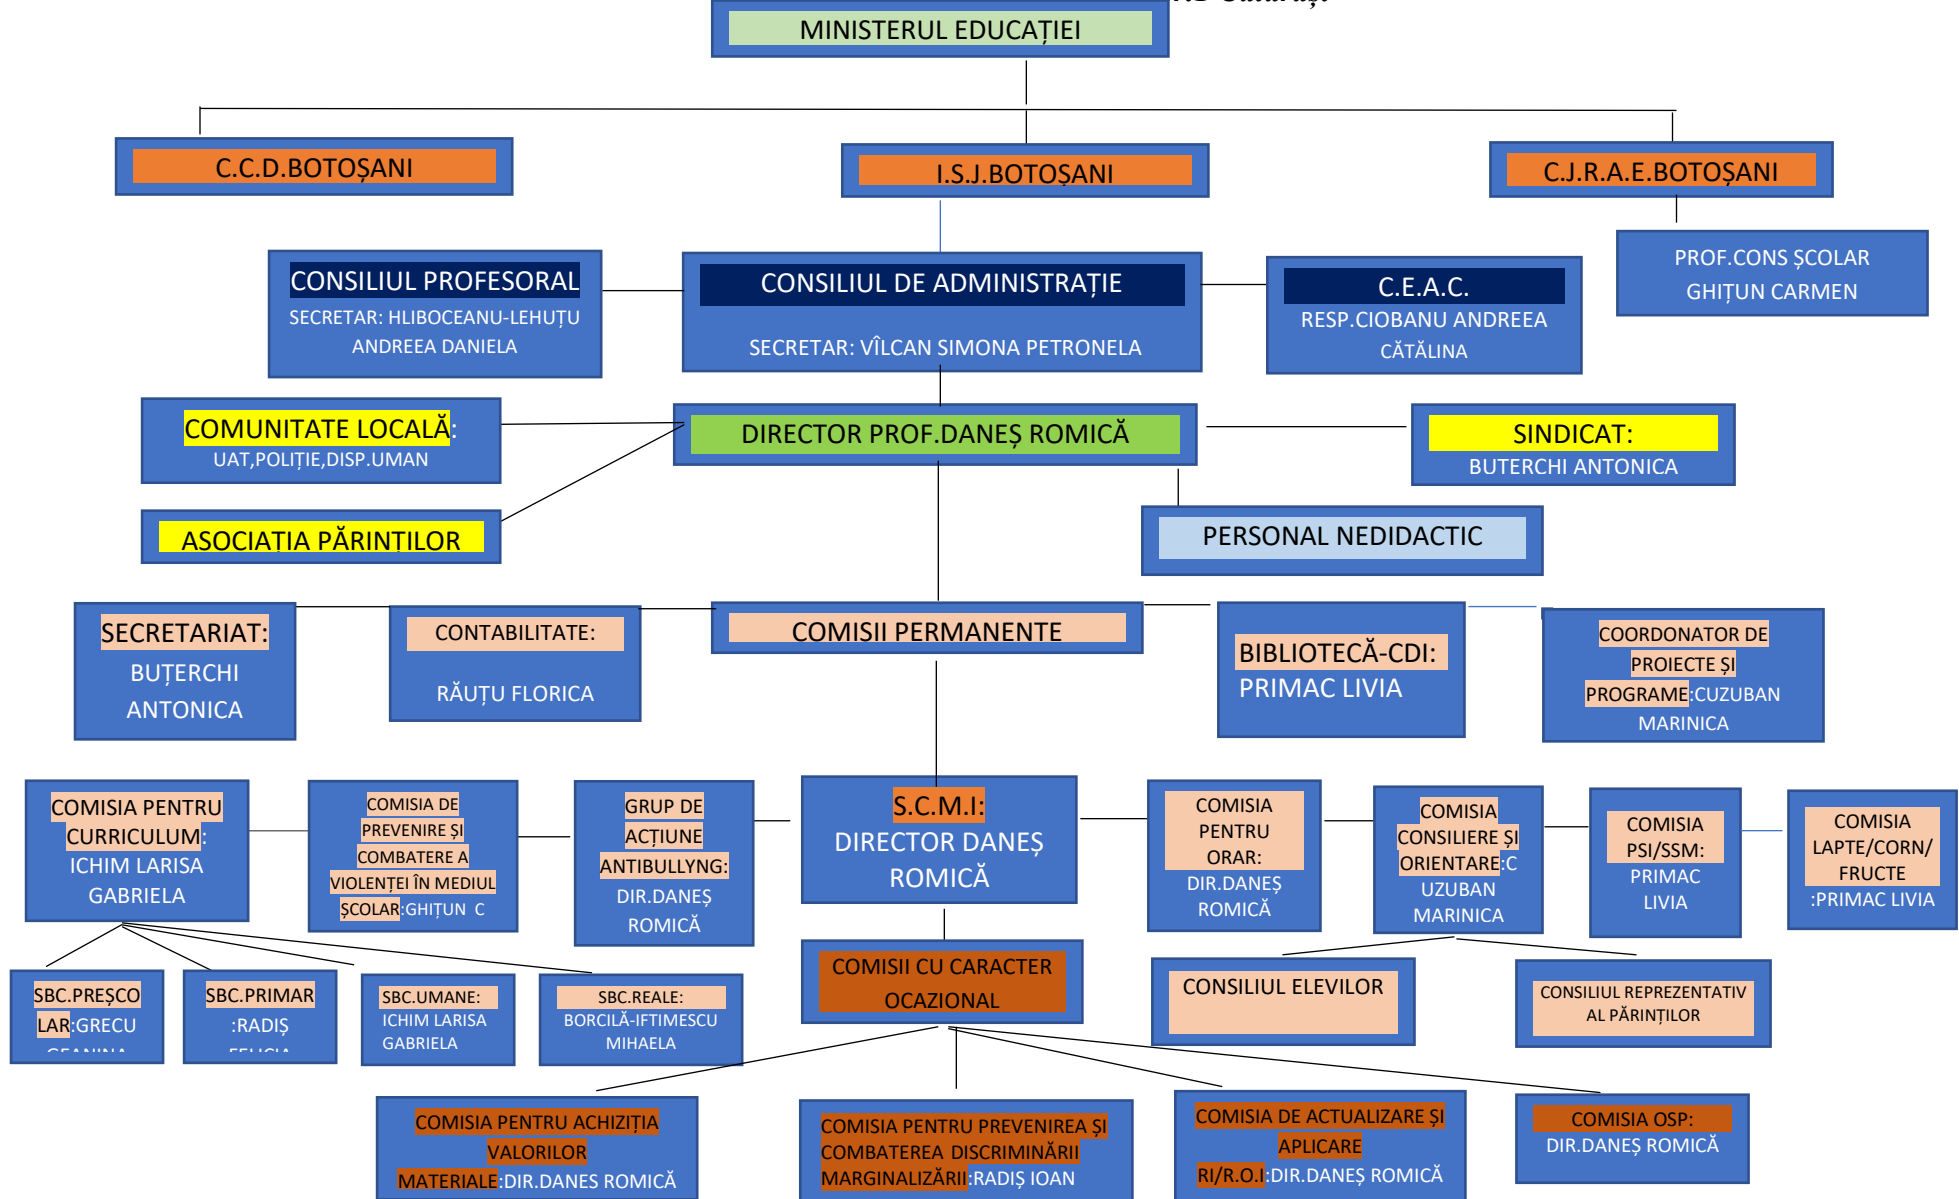 MINISTERUL EDUCAȚIEI
C.C.D.BOTOȘANI
I.S.J.BOTOȘANI
C.J.R.A.E.BOTOȘANI
CONSILIUL PROFESORAL
SECRETAR: HLIBOCEANU-LEHUȚU
ANDREEA DANIELA
CONSILIUL DE ADMINISTRAȚIE
SECRETAR: VÎLCAN SIMONA PETRONELA
C.E.A.C.
RESP.CIOBANU ANDREEA
CĂTĂLINA
PROF.CONS ȘCOLAR
GHIȚUN CARMEN
COMUNITATE LOCALĂ:
UAT,POLIȚIE,DISP.UMAN
DIRECTOR PROF.DANEȘ ROMICĂ
SINDICAT:
BUTERCHI ANTONICA
ASOCIAȚIA PĂRINȚILOR
PERSONAL NEDIDACTIC
SECRETARIAT:
BUȚERCHI
ANTONICA
CONTABILITATE:
RĂUȚU FLORICA
COMISII PERMANENTE
BIBLIOTECĂ-CDI:
PRIMAC LIVIA
COORDONATOR DE
PROIECTE ȘI
PROGRAME:CUZUBAN
MARINICA
COMISIA PENTRU
CURRICULUM:
ICHIM LARISA
GABRIELA
COMISIA DE
PREVENIRE ȘI
COMBATERE A
VIOLENȚEI ÎN MEDIUL
ȘCOLAR:GHIȚUN C
GRUP DE
ACȚIUNE
ANTIBULLYNG:
DIR.DANEȘ
ROMICĂ
S.C.M.I:
DIRECTOR DANEȘ
ROMICĂ
COMISIA
PENTRU
ORAR:
DIR.DANEȘ
ROMICĂ
COMISIA
CONSILIERE ȘI
ORIENTARE:C
UZUBAN
MARINICA
COMISIA
PSI/SSM:
PRIMAC
LIVIA
COMISIA
LAPTE/CORN/
FRUCTE
:PRIMAC LIVIA
SBC.PREȘCO
LAR:GRECU
GEANINA
SBC.PRIMAR
:RADIȘ
FELICIA
SBC.UMANE:
ICHIM LARISA
GABRIELA
SBC.REALE:
BORCILĂ-IFTIMESCU
MIHAELA
COMISII CU CARACTER
OCAZIONAL
CONSILIUL ELEVILOR
CONSILIUL REPREZENTATIV
AL PĂRINȚILOR
COMISIA PENTRU ACHIZIȚIA
VALORILOR
MATERIALE:DIR.DANES ROMICĂ
COMISIA PENTRU PREVENIREA ȘI
COMBATEREA DISCRIMINĂRII
MARGINALIZĂRII:RADIȘ IOAN
COMISIA DE ACTUALIZARE ȘI
APLICARE
RI/R.O.I:DIR.DANEȘ ROMICĂ
COMISIA OSP:
DIR.DANEȘ ROMICĂ